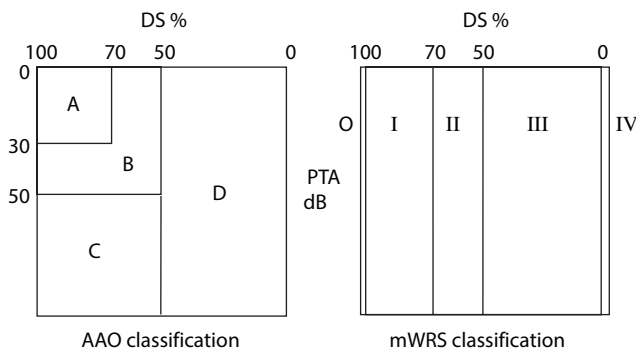 DS %
100 70 50 0
0
A
30
B
50
C
D
AAO classification
PTA
dB
DS %
100 70 50 0
O I II III IV
mWRS classification